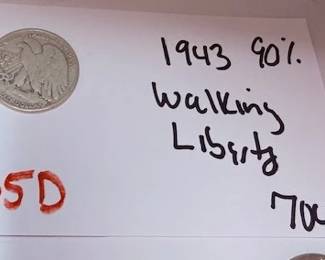 1943 90%
Walking
Liberty
5D
70